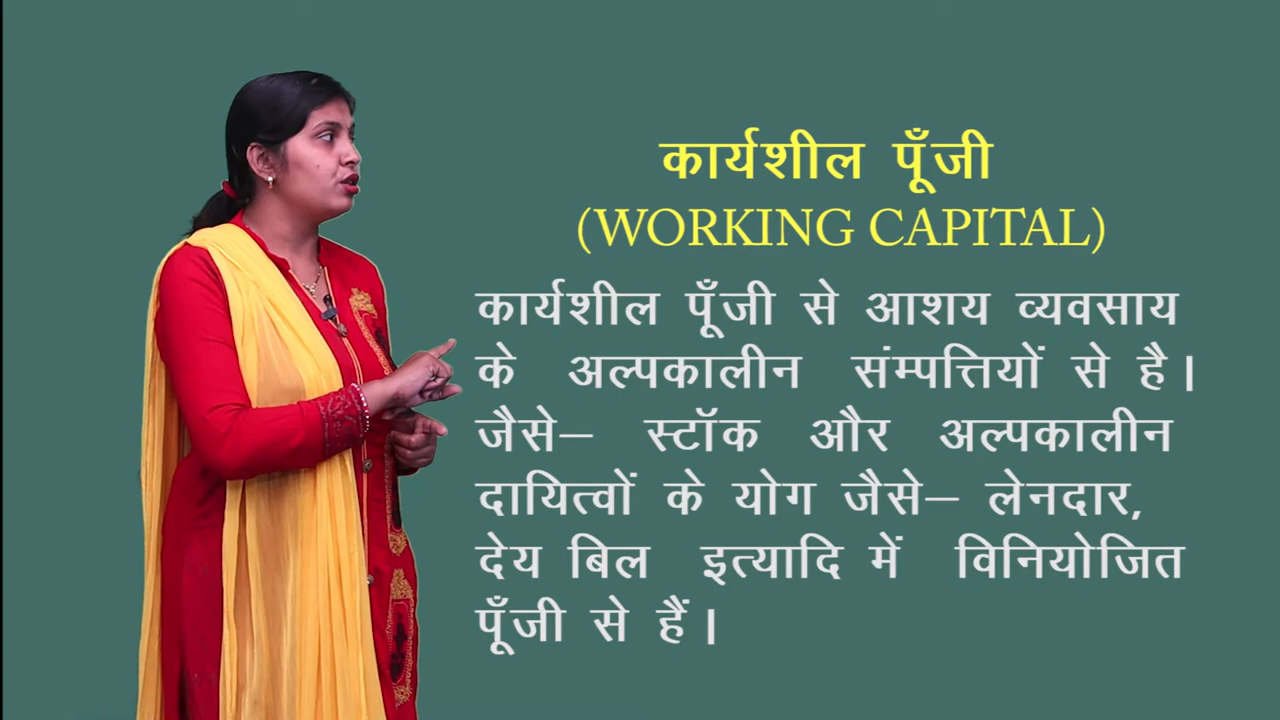 कार्यशील पूँजी
(WORKING CAPITAL)
कार्यशील पूँजी से आशय व्यवसाय
के अल्पकालीन संम्पत्तियों से है।
जैसे– स्टॉक और अल्पकालीन
दायित्वों के योग जैसे– लेनदार,
देय बिल इत्यादि में विनियोजित
पूँजी से हैं।